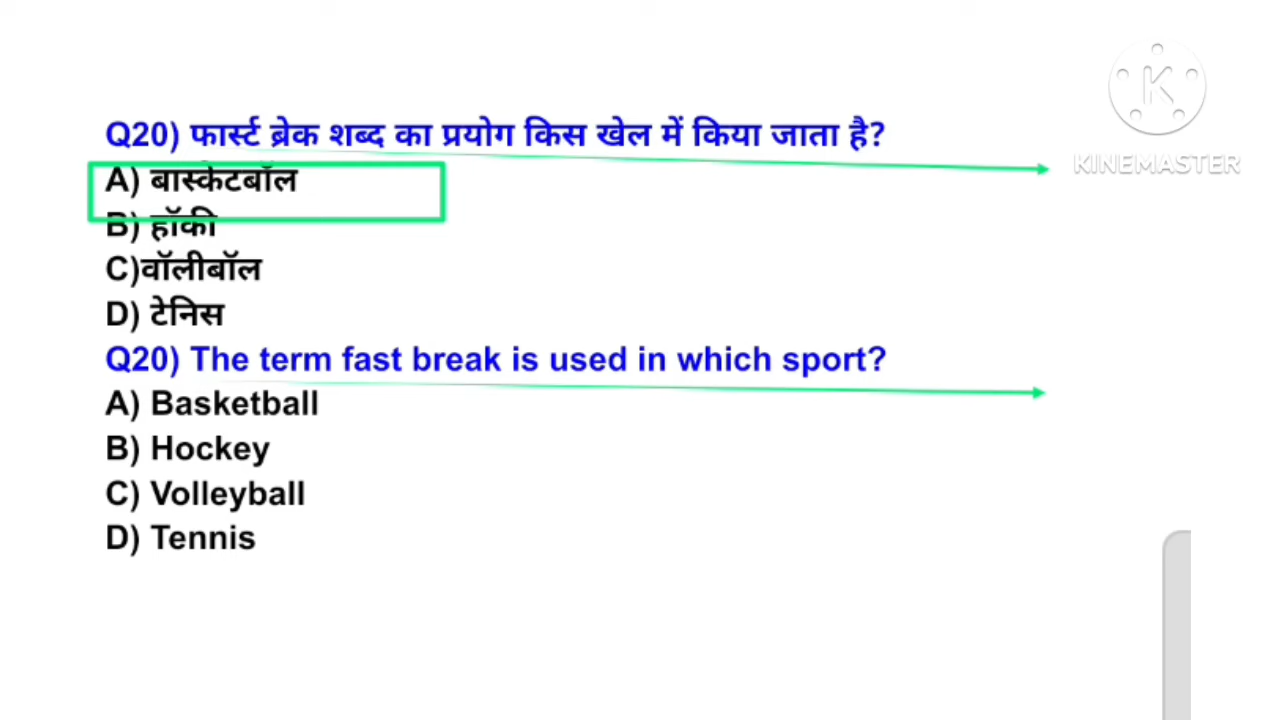 Q20) फार्स्ट ब्रेक शब्द का प्रयोग किस खेल में किया जाता है?
A) बास्केटबॉल
B) हॉकी
C)वॉलीबॉल
D) टेनिस
Q20) The term fast break is used in which sport?
A) Basketball
B) Hockey
C) Volleyball
D) Tennis
K
KINEMASTER